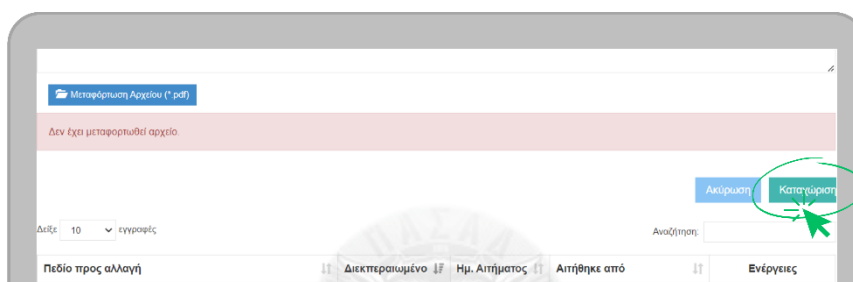 Μεταφόρτωση Αρχείου (*.pdf)
Δεν έχει μεταφορτωθεί αρχείο.
Ακύρωση Καταχώριση
Δείξε 10 εγγραφές Αναζήτηση:
Πεδίο προς αλλαγή Διεκπεραιωμένο Ημ. Αιτήματος Αιτήθηκε από Ενέργειες